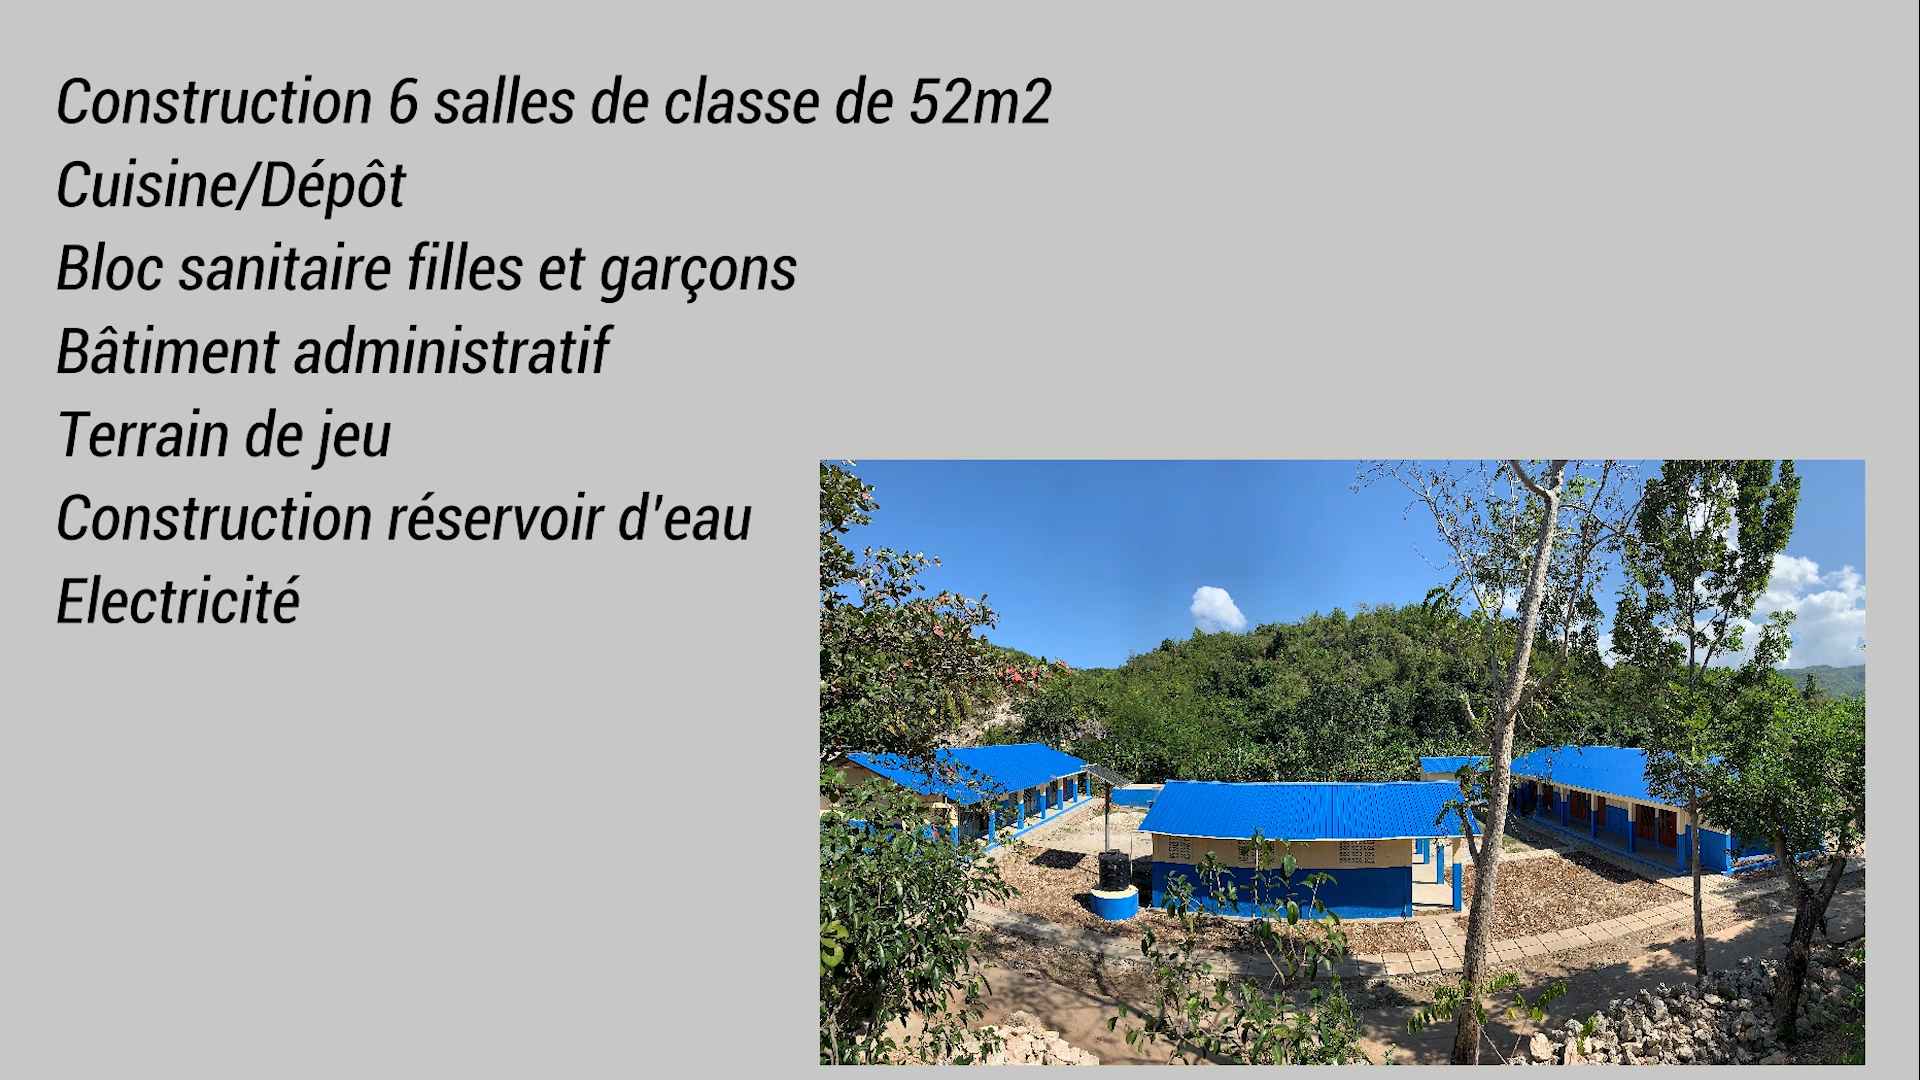 Construction 6 salles de classe de 52m2
Cuisine/Dépôt
Bloc sanitaire filles et garçons
Bâtiment administratif
Terrain de jeu
Construction réservoir d'eau
Electricité